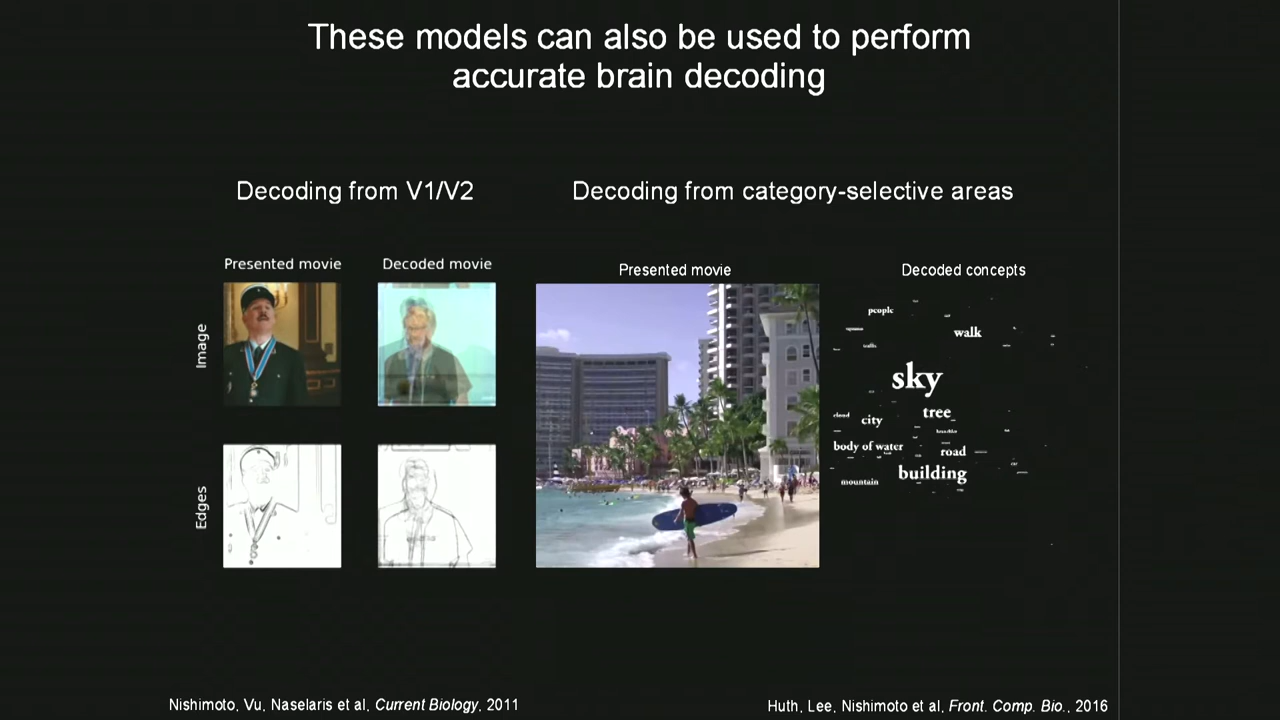 These models can also be used to perform
accurate brain decoding
Decoding from V1/V2
Decoding from category-selective areas
Presented movie
Decoded movie
Image
Edges
Presented movie
Decoded concepts
people
walk
sky
tree
city
body of water
road
building
mountain
Nishimoto, Vu, Naselaris et al, Current Biology, 2011
Huth, Lee, Nishimoto et al, Front. Comp. Bio., 2016